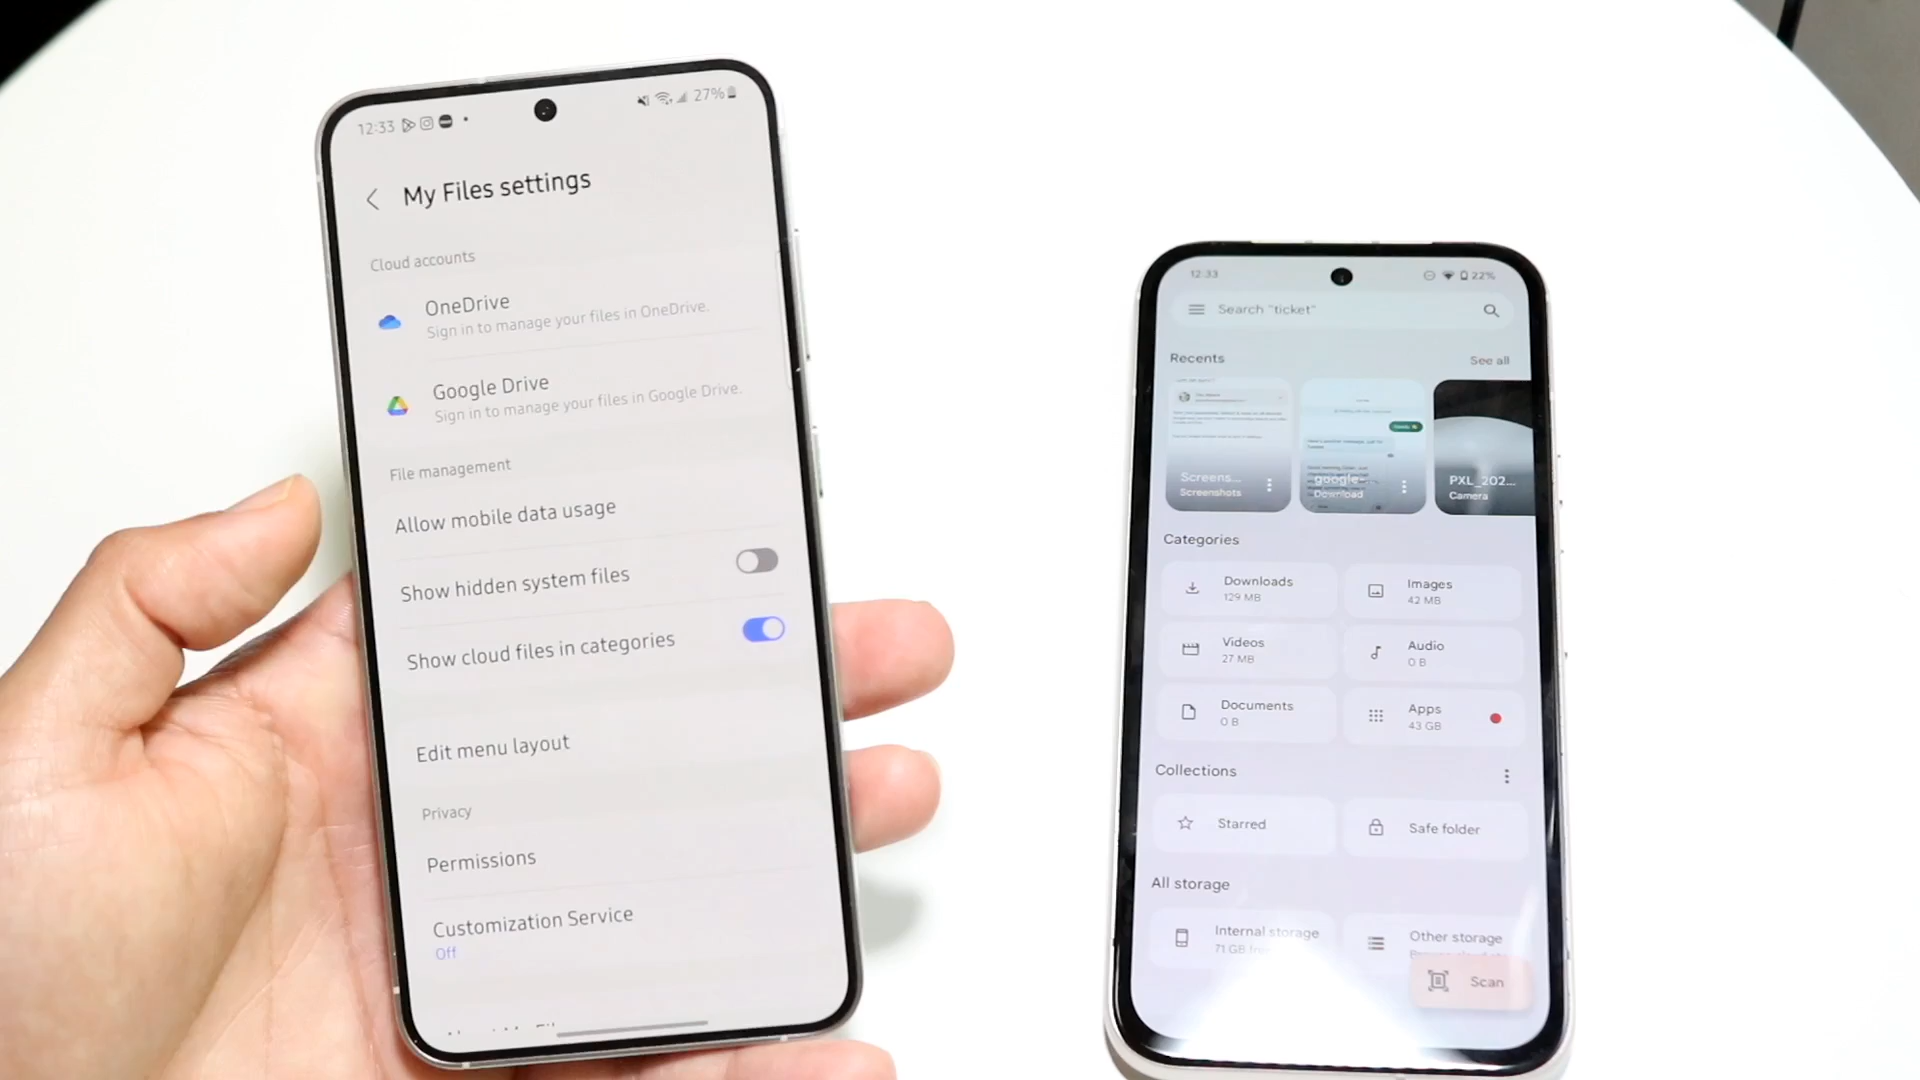 12:33
27%
My Files settings
Cloud accounts
OneDrive
Sign in to manage your files in OneDrive.
Google Drive
Sign in to manage your files in Google Drive.
File management
Allow mobile data usage
Show hidden system files
Show cloud files in categories
Edit menu layout
Privacy
Permissions
Customization Service
Off
12:33
22%
Search "ticket"
Recents
See all
Screens...
Screenshots
google-...
Download
PXL_202...
Camera
Categories
Downloads
129 MB
Images
42 MB
Videos
27 MB
Audio
0 B
Documents
0 B
Apps
43 GB
Collections
Starred
Safe folder
All storage
Internal storage
71 GB
Other storage
Scan